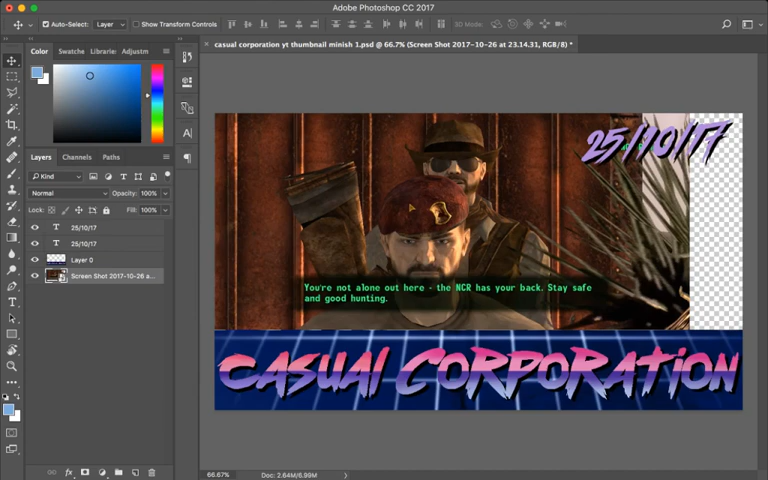 Adobe Photoshop CC 2017
Auto-Select: Layer Show Transform Controls 3D Mode:
casual corporation yt thumbnail minish 1.psd @ 66.7% (Screen Shot 2017-10-26 at 23.14.31, RGB/8) *
Color Swatche Librarie Adjustm
Layers Channels Paths
Kind
Normal Opacity: 100%
Lock: Fill: 100%
T 25/10/17
T 25/10/17
Layer 0
Screen Shot 2017-10-26 a...
25/10/17
You're not alone out here - the NCR has your back. Stay safe
and good hunting.
CASUAL CORPORATION
66.67% Doc: 2.64M/6.99M